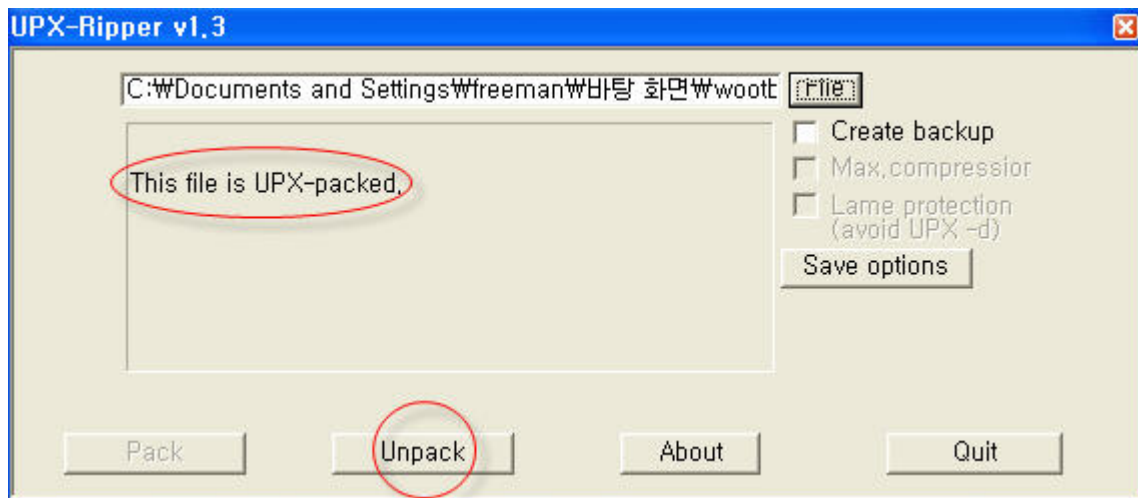 UPX-Ripper v1.3
C:₩Documents and Settings₩freeman₩바탕 화면₩woott
File
Create backup
This file is UPX-packed.
Max.compressior
Lame protection
(avoid UPX -d)
Save options
Pack
Unpack
About
Quit